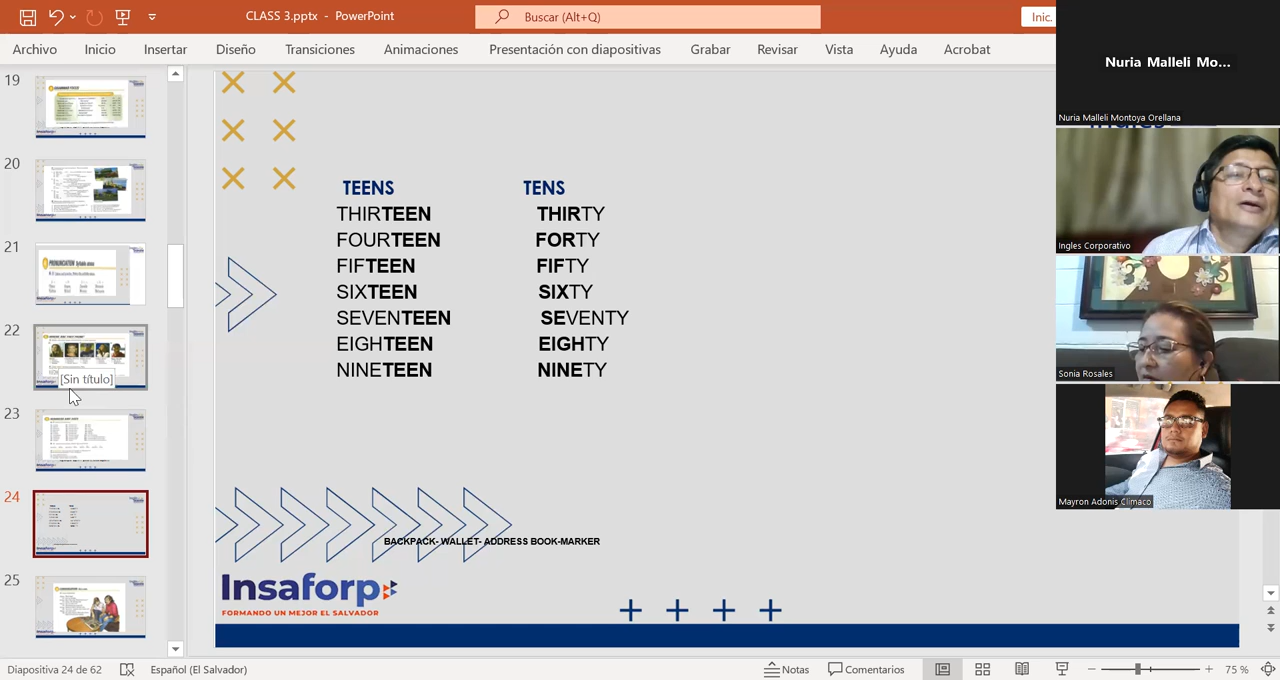 CLASS 3.pptx - PowerPoint
Buscar (Alt+Q)
Inic.
Archivo Inicio Insertar Diseño Transiciones Animaciones Presentación con diapositivas Grabar Revisar Vista Ayuda Acrobat
Nuria Malleli Mo...
Nuria Malleli Montoya Orellana
Ingles Corporativo
Sonia Rosales
Mayron Adonis Climaco
19
20
21
22
[Sin título]
23
24
25
TEENS TENS
THIRTEEN THIRTY
FOURTEEN FORTY
FIFTEEN FIFTY
SIXTEEN SIXTY
SEVENTEEN SEVENTY
EIGHTEEN EIGHTY
NINETEEN NINETY
BACKPACK- WALLET- ADDRESS BOOK-MARKER
Insaforp
FORMANDO UN MEJOR EL SALVADOR
Diapositiva 24 de 62 Español (El Salvador) Notas Comentarios 75 %